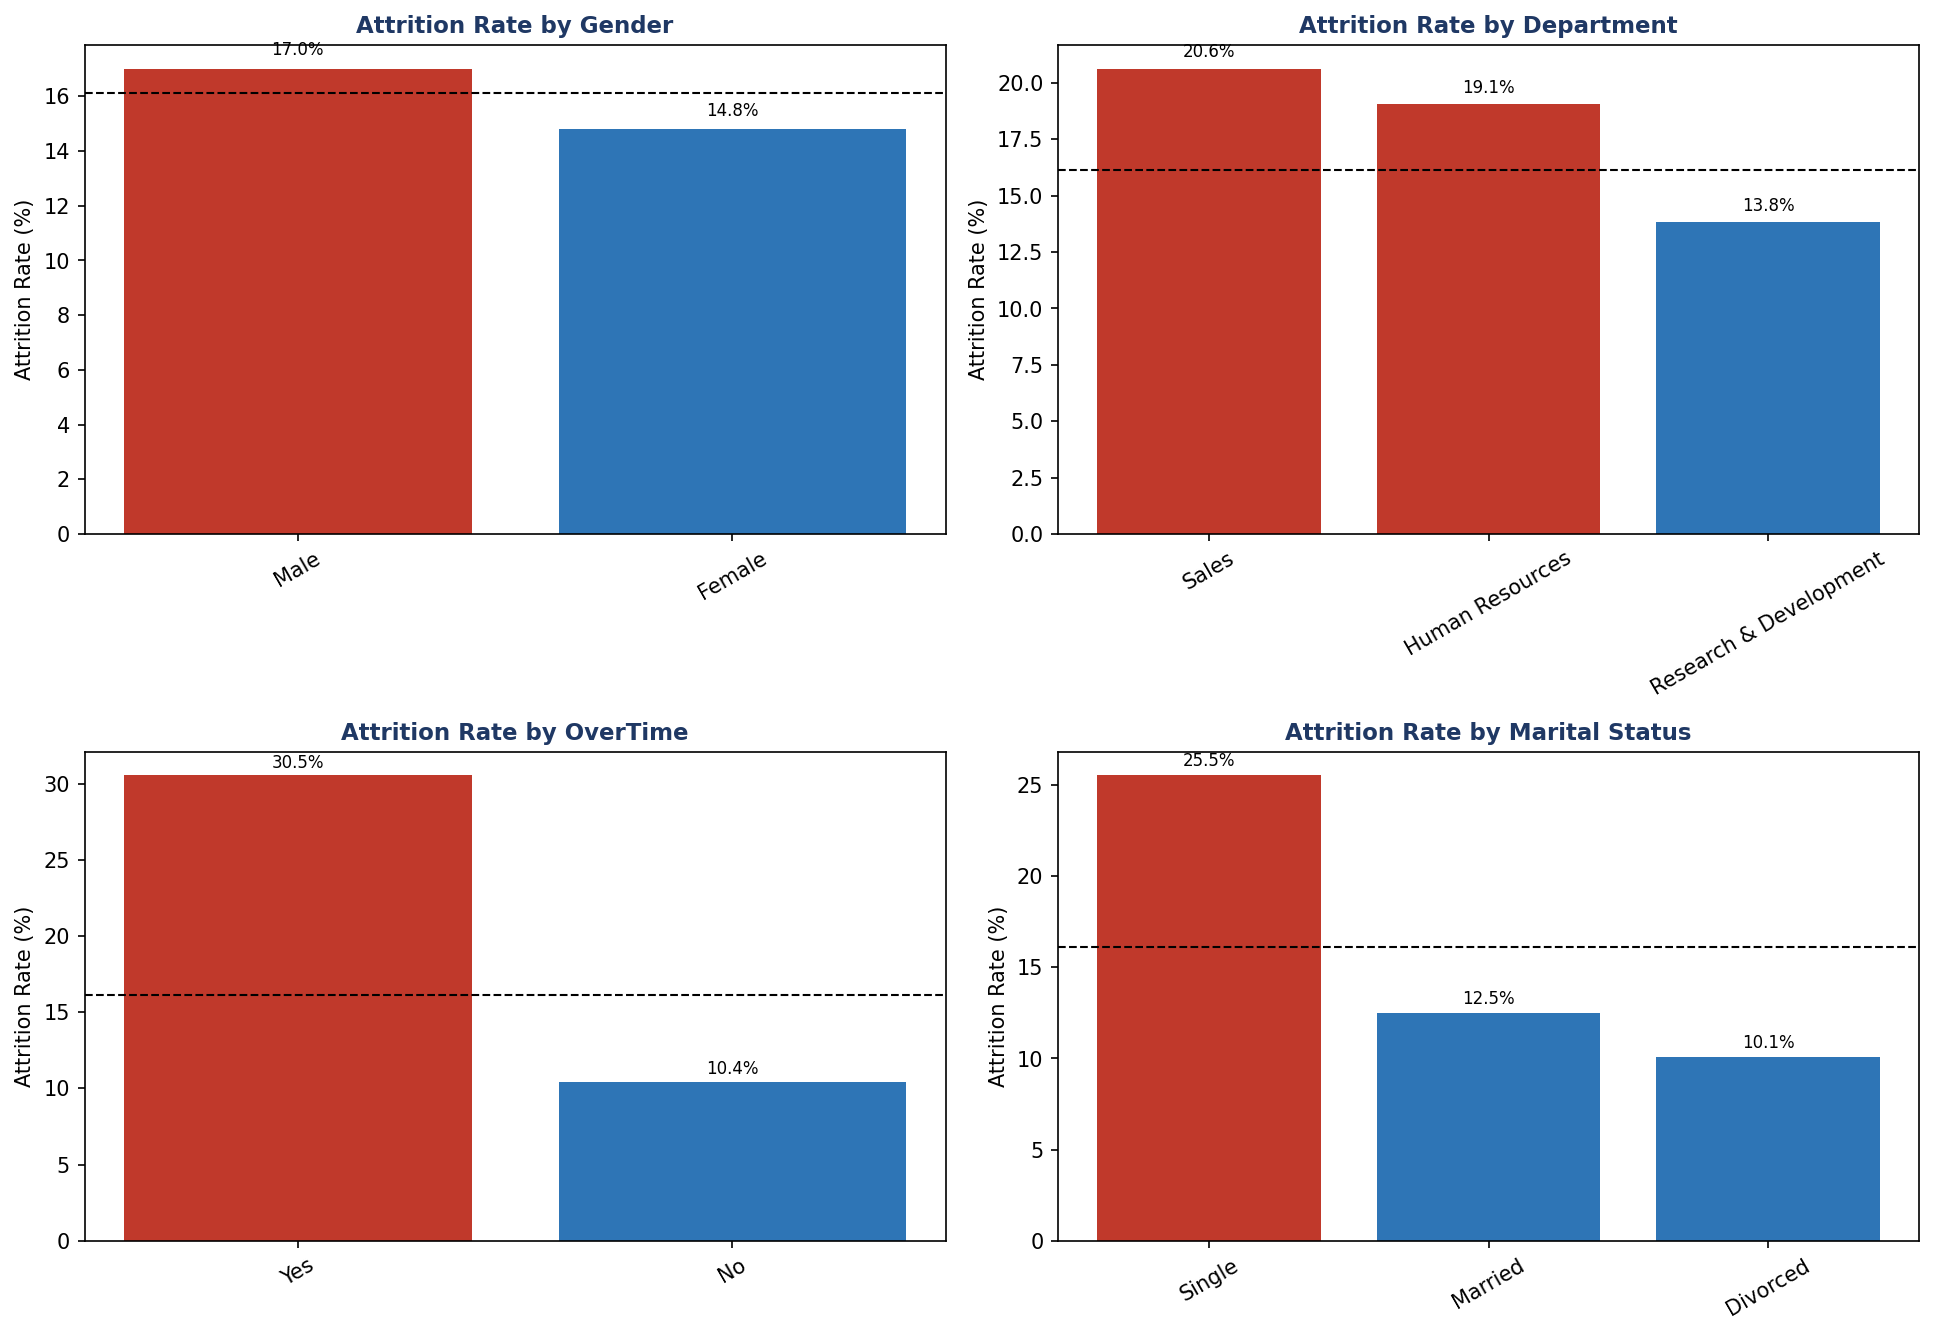 Attrition Rate by Gender
17.0%
14.8%
Attrition Rate (%)
16
14
12
10
8
6
4
2
0
Male
Female
Attrition Rate by Department
20.6%
19.1%
13.8%
Attrition Rate (%)
20.0
17.5
15.0
12.5
10.0
7.5
5.0
2.5
0.0
Sales
Human Resources
Research & Development
Attrition Rate by OverTime
30.5%
10.4%
Attrition Rate (%)
30
25
20
15
10
5
0
Yes
No
Attrition Rate by Marital Status
25.5%
12.5%
10.1%
Attrition Rate (%)
25
20
15
10
5
0
Single
Married
Divorced